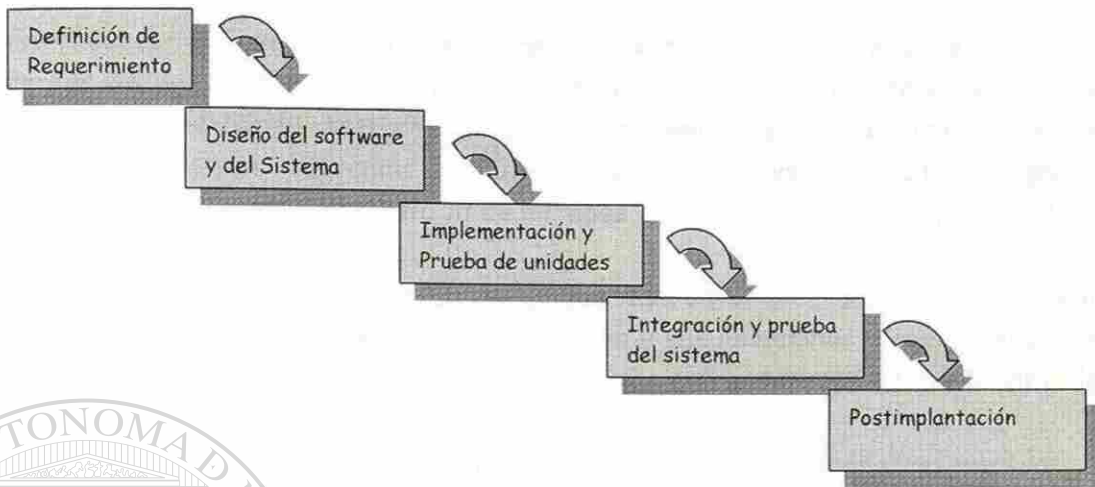 Definición de
Requerimiento
Diseño del software
y del Sistema
Implementación y
Prueba de unidades
Integración y prueba
del sistema
Postimplantación
TONOMA D